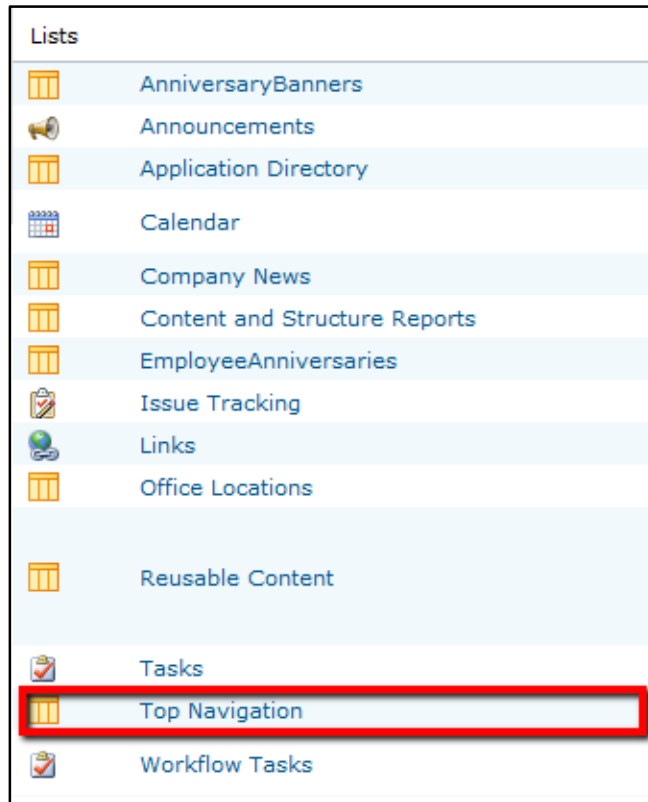 Lists
AnniversaryBanners
Announcements
Application Directory
Calendar
Company News
Content and Structure Reports
EmployeeAnniversaries
Issue Tracking
Links
Office Locations
Reusable Content
Tasks
Top Navigation
Workflow Tasks